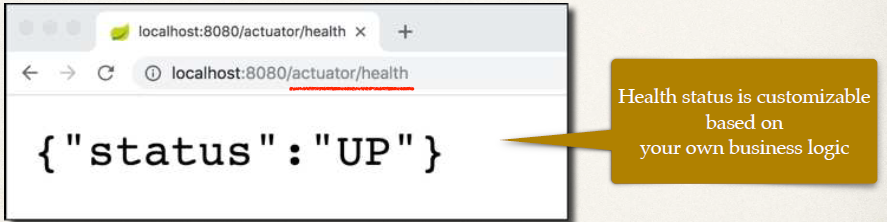 localhost:8080/actuator/health
localhost:8080/actuator/health
{"status":"UP"}
Health status is customizable
based on
your own business logic